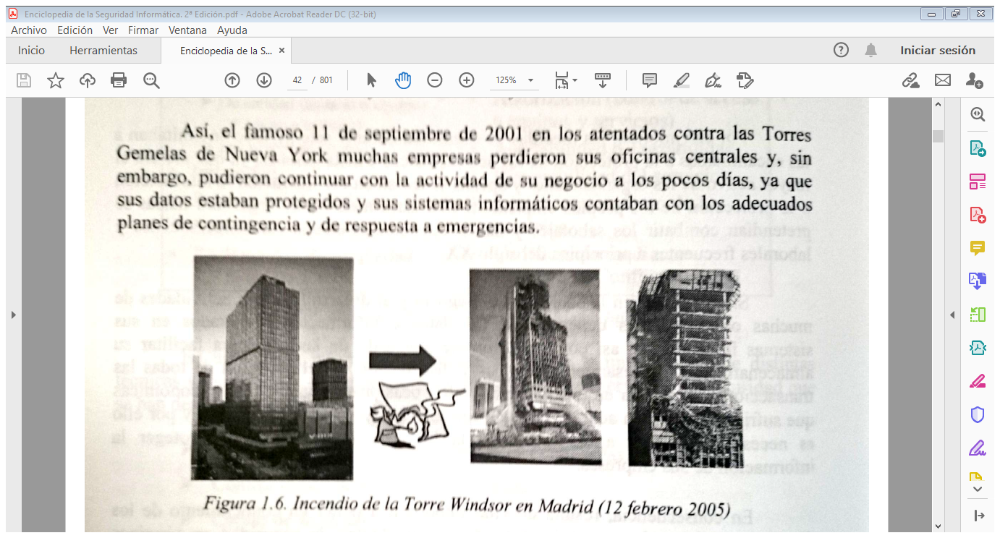 Enciclopedia de la Seguridad Informática. 2ª Edición.pdf - Adobe Acrobat Reader DC (32-bit)
Archivo Edición Ver Firmar Ventana Ayuda
Inicio Herramientas Enciclopedia de la S... × Iniciar sesión
42 / 801 125%
Así, el famoso 11 de septiembre de 2001 en los atentados contra las Torres
Gemelas de Nueva York muchas empresas perdieron sus oficinas centrales y, sin
embargo, pudieron continuar con la actividad de su negocio a los pocos días, ya que
sus datos estaban protegidos y sus sistemas informáticos contaban con los adecuados
planes de contingencia y de respuesta a emergencias.
Figura 1.6. Incendio de la Torre Windsor en Madrid (12 febrero 2005)